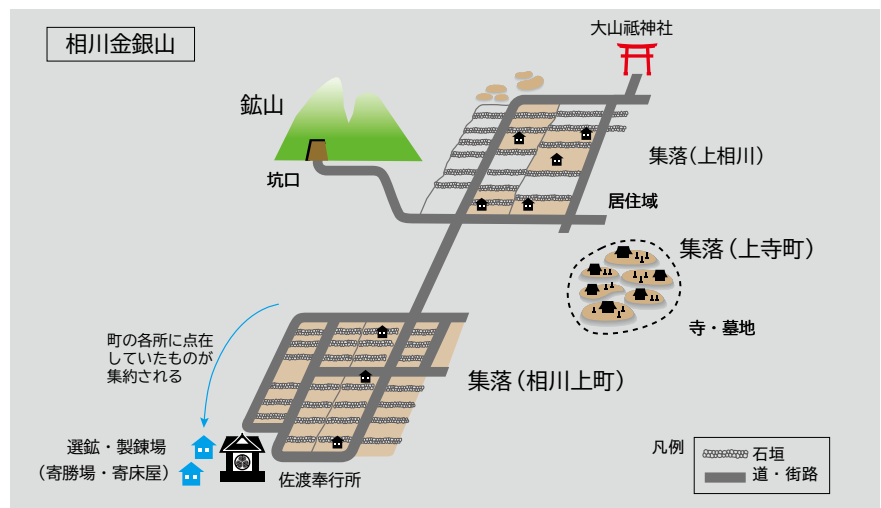 相川金銀山
大山祗神社
鉱山
坑口
集落(上相川)
居住域
集落(上寺町)
寺・墓地
町の各所に点在
していたものが
集約される
集落(相川上町)
選鉱・製錬場
(寄勝場・寄床屋)
佐渡奉行所
凡例
石垣
道・街路